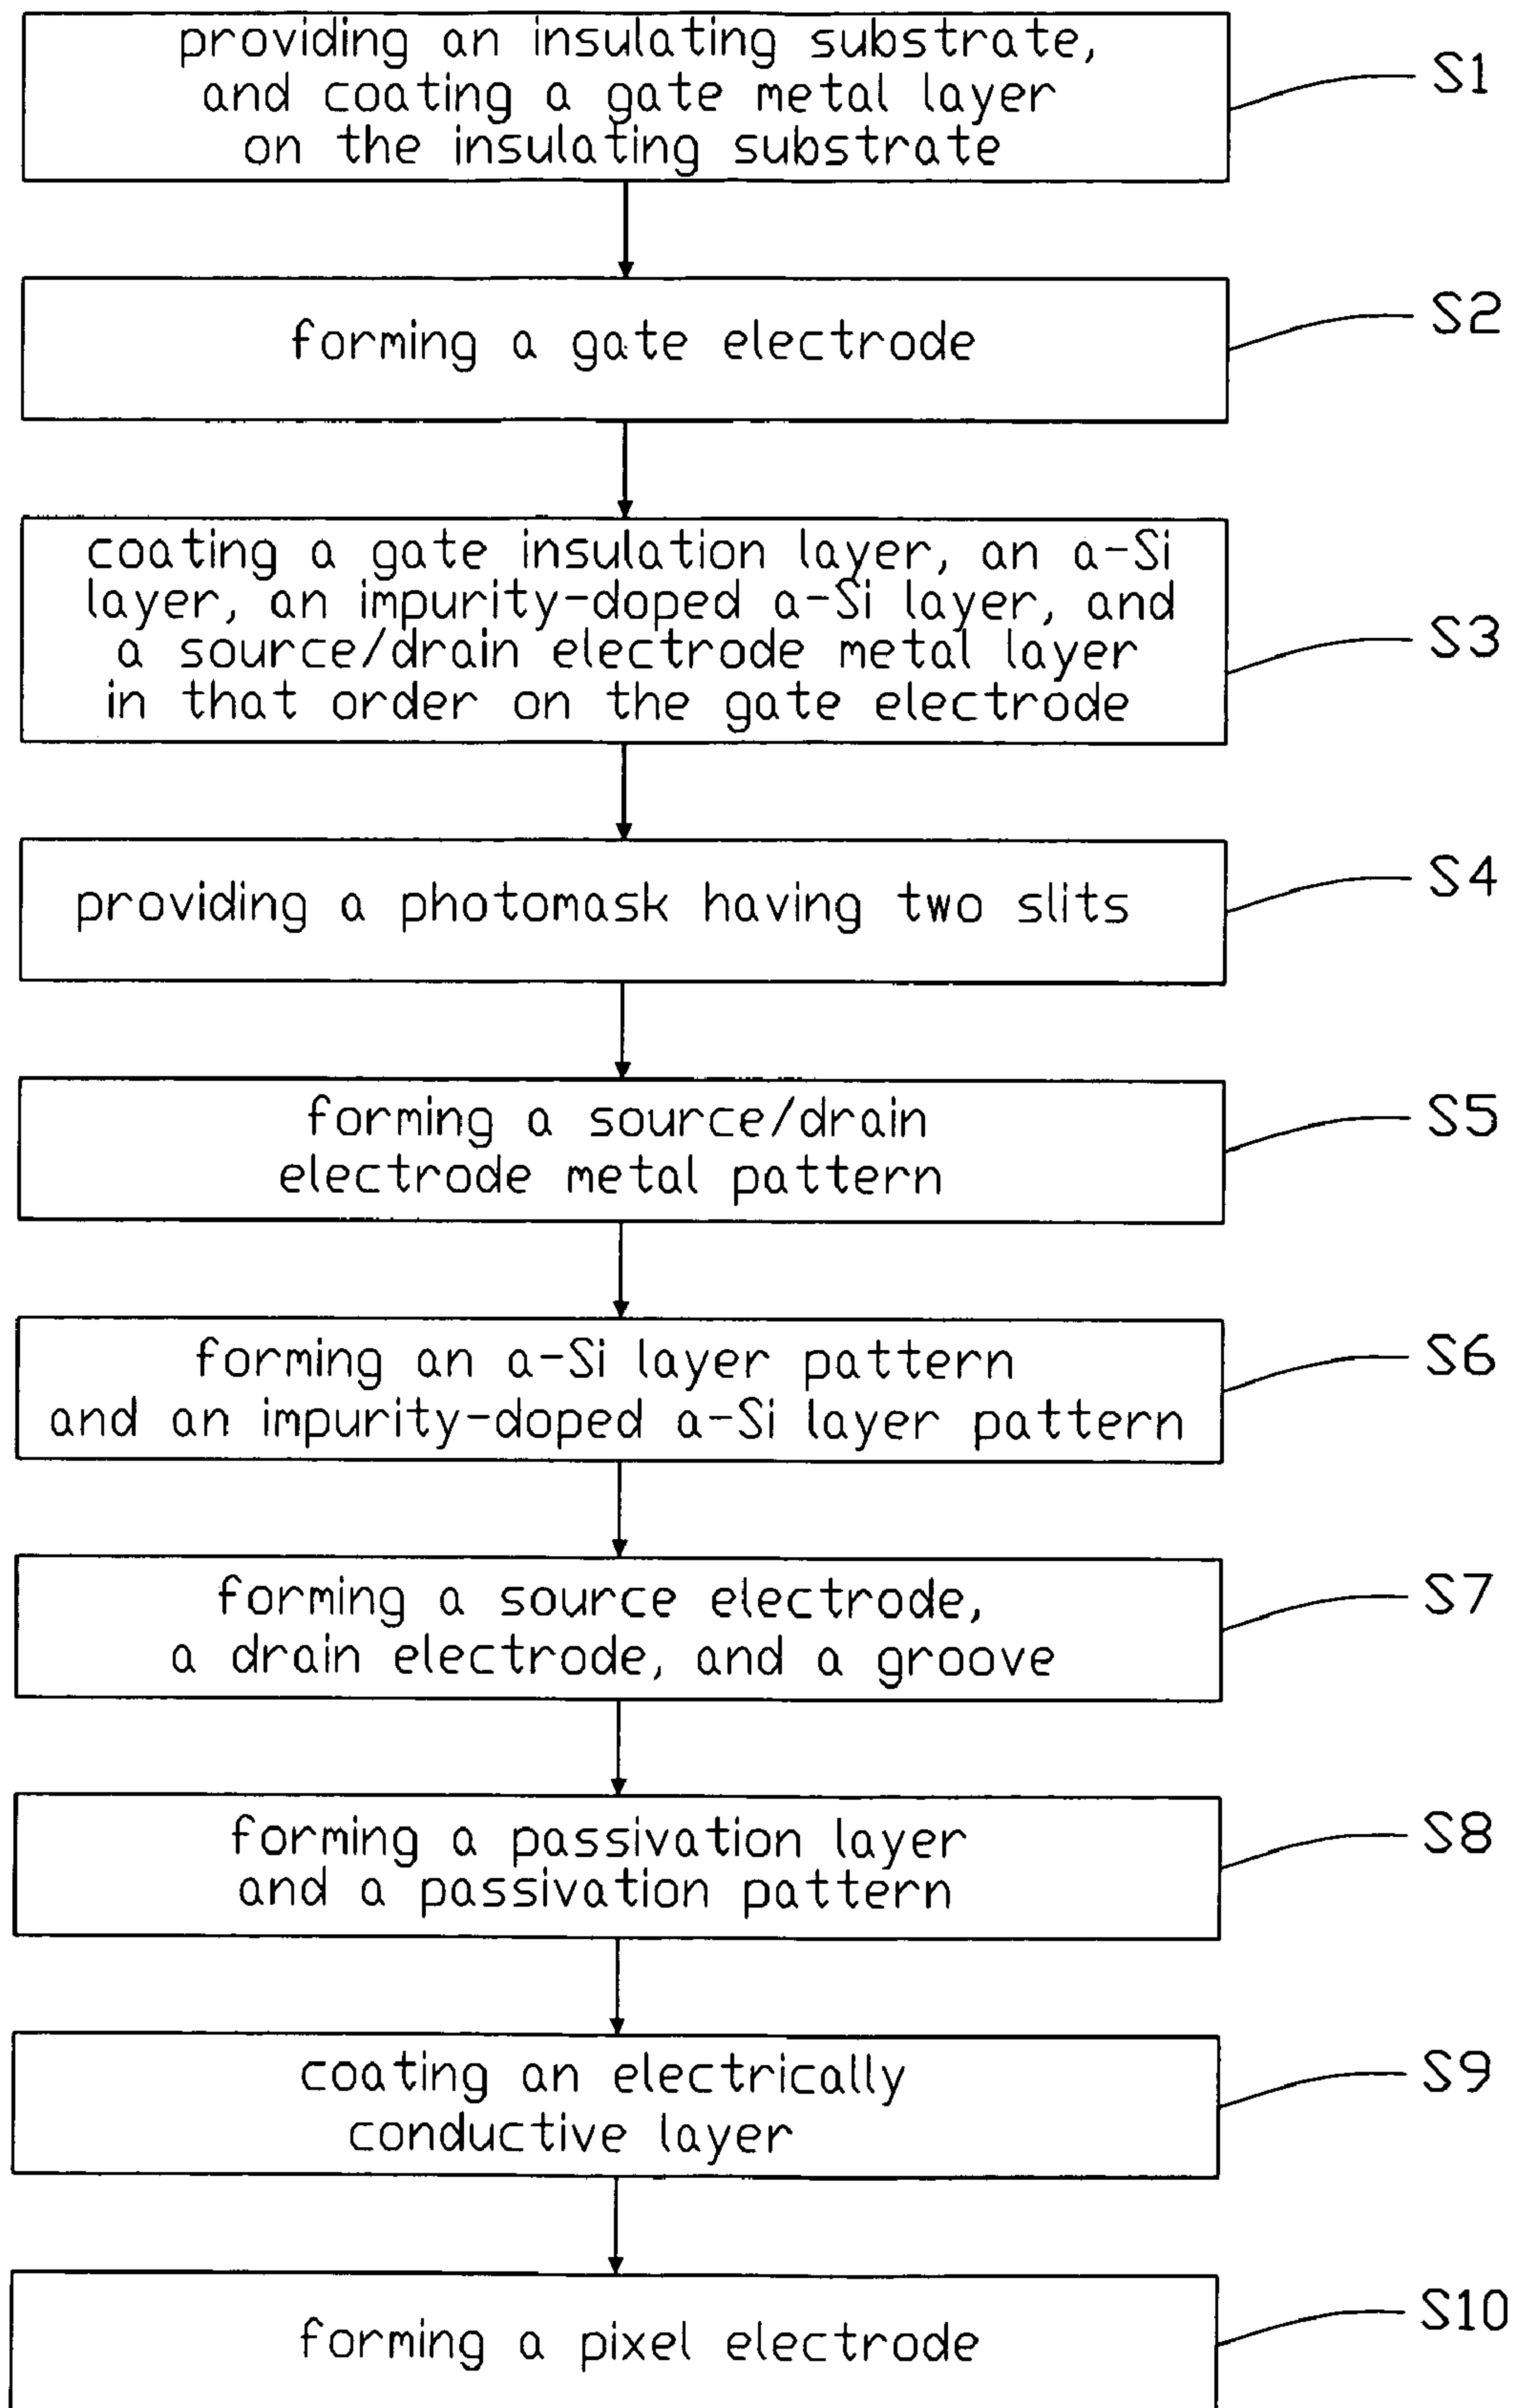 providing an insulating substrate,
and coating a gate metal layer
on the insulating substrate
S1
forming a gate electrode
S2
coating a gate insulation layer, an a-Si
layer, an impurity-doped a-Si layer, and
a source/drain electrode metal layer
in that order on the gate electrode
S3
providing a photomask having two slits
S4
forming a source/drain
electrode metal pattern
S5
forming an a-Si layer pattern
and an impurity-doped a-Si layer pattern
S6
forming a source electrode,
a drain electrode, and a groove
S7
forming a passivation layer
and a passivation pattern
S8
coating an electrically
conductive layer
S9
forming a pixel electrode
S10